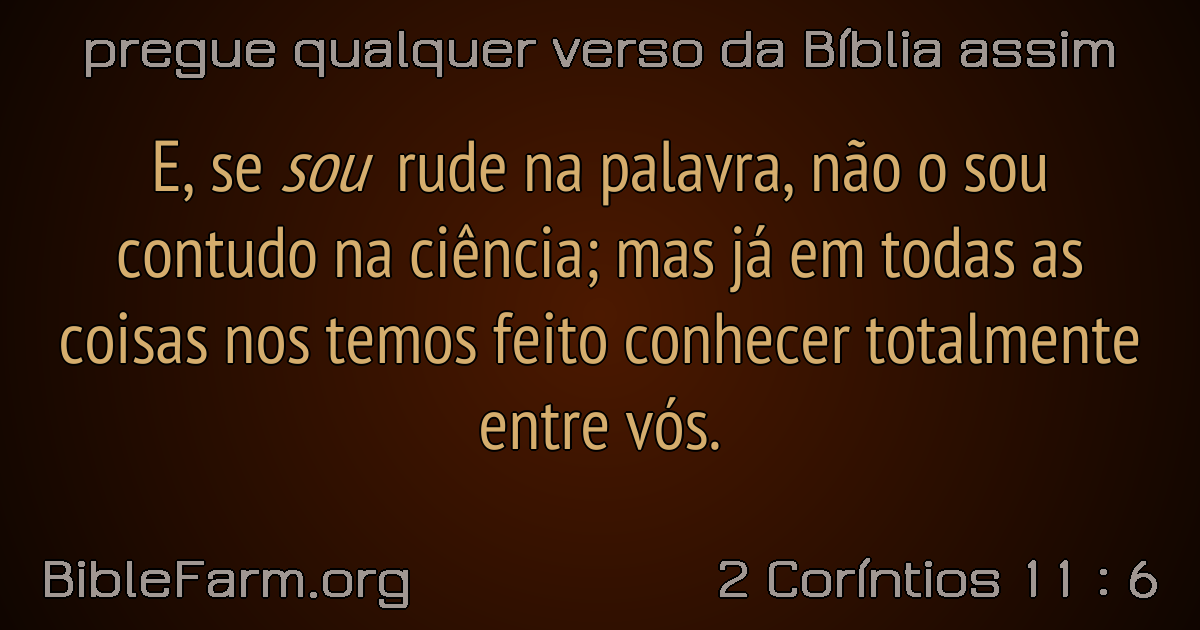 pregue qualquer verso da Bíblia assim
E, se sou rude na palavra, não o sou
contudo na ciência; mas já em todas as
coisas nos temos feito conhecer totalmente
entre vós.
BibleFarm.org
2 Coríntios 11 : 6